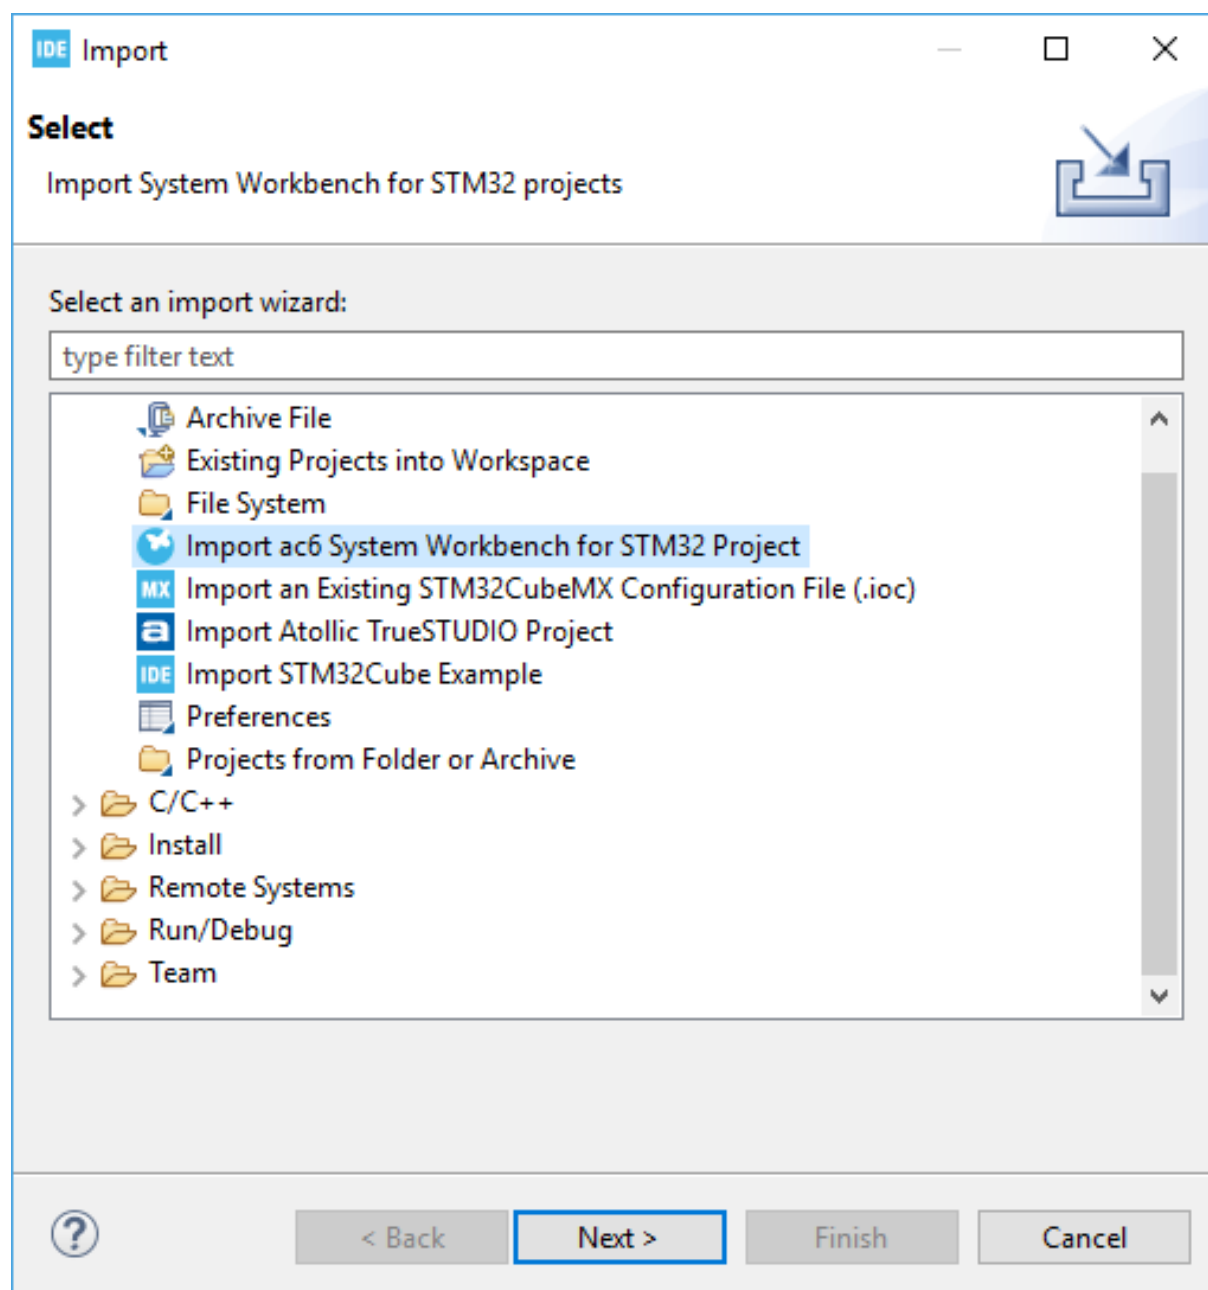 IDE Import
Select
Import System Workbench for STM32 projects
Select an import wizard:
type filter text
Archive File
Existing Projects into Workspace
File System
Import ac6 System Workbench for STM32 Project
MX Import an Existing STM32CubeMX Configuration File (.ioc)
a Import Atollic TrueSTUDIO Project
IDE Import STM32Cube Example
Preferences
Projects from Folder or Archive
C/C++
Install
Remote Systems
Run/Debug
Team
? < Back Next > Finish Cancel